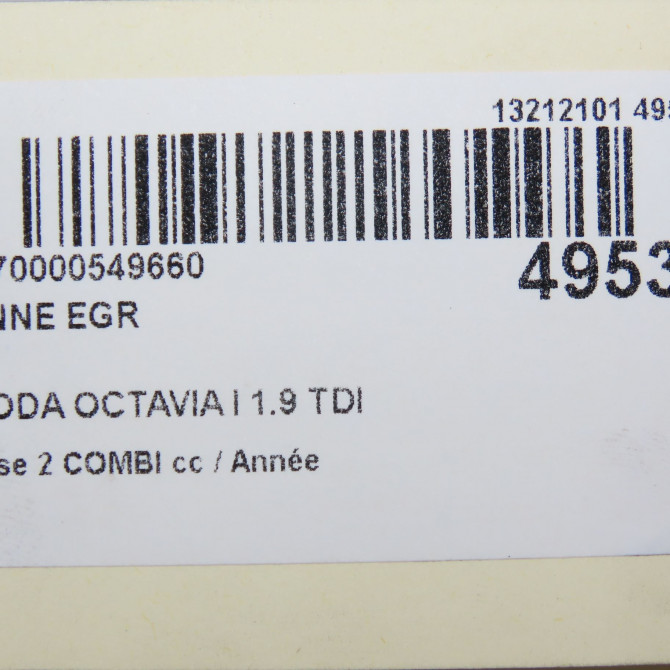 13212101 495
70000549660
4953
NNE EGR
ODA OCTAVIA I 1.9 TDI
se 2 COMBI cc / Année